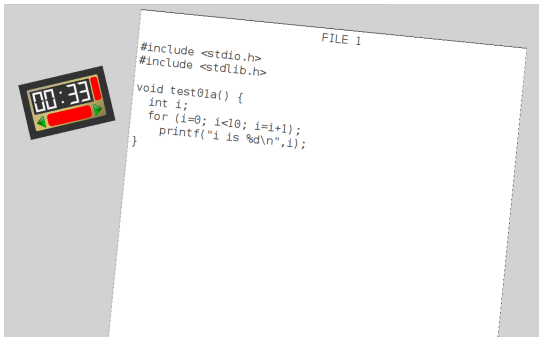 FILE 1
#include <stdio.h>
#include <stdlib.h>
void test01a() {
int i;
for (i=0; i<10; i=i+1);
printf("i is %d\n",i);
}
00:33